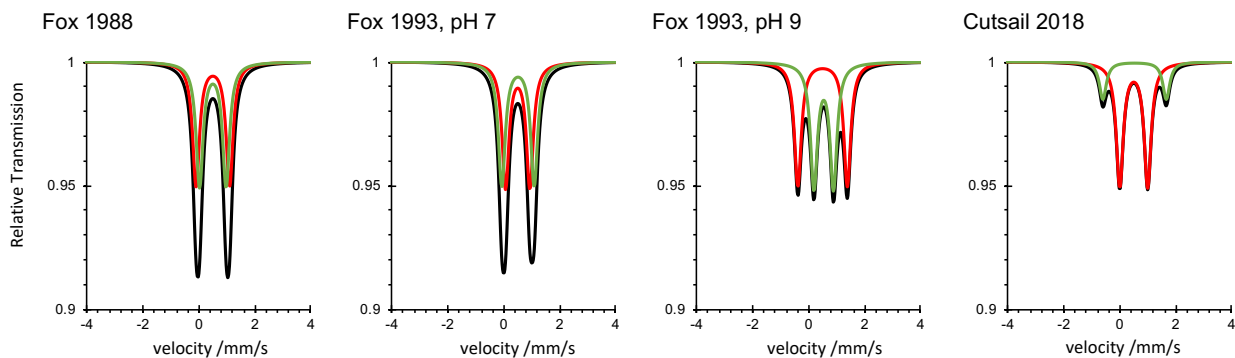 Fox 1988
Fox 1993, pH 7
Fox 1993, pH 9
Cutsail 2018
Relative Transmission
1
0.95
0.9
-4 -2 0 2 4
velocity /mm/s
1
0.95
0.9
-4 -2 0 2 4
velocity /mm/s
1
0.95
0.9
-4 -2 0 2 4
velocity /mm/s
1
0.95
0.9
-4 -2 0 2 4
velocity /mm/s